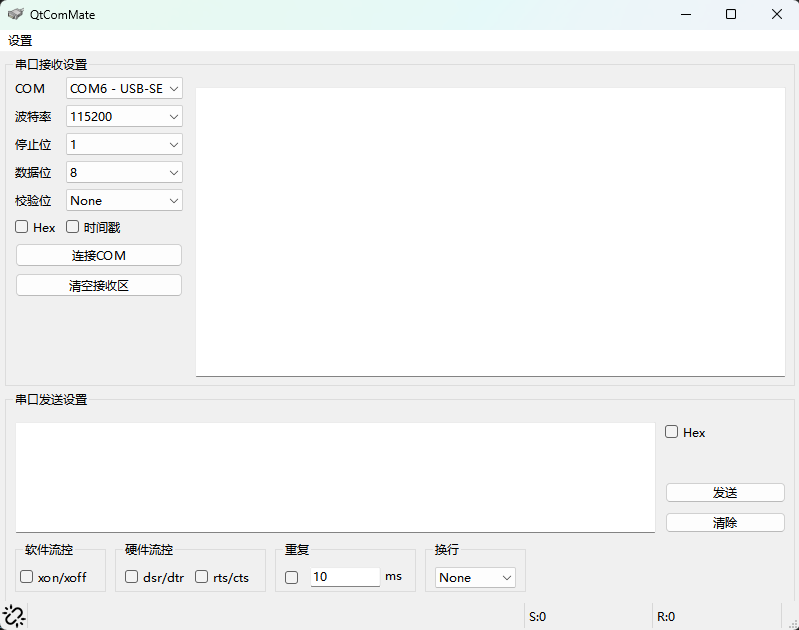 QtComMate
设置
串口接收设置
COM COM6 - USB-SE
波特率 115200
停止位 1
数据位 8
校验位 None
Hex 时间戳
连接COM
清空接收区
串口发送设置
Hex
发送
清除
软件流控 硬件流控 重复 换行
xon/xoff dsr/dtr rts/cts 10 ms None
S:0 R:0